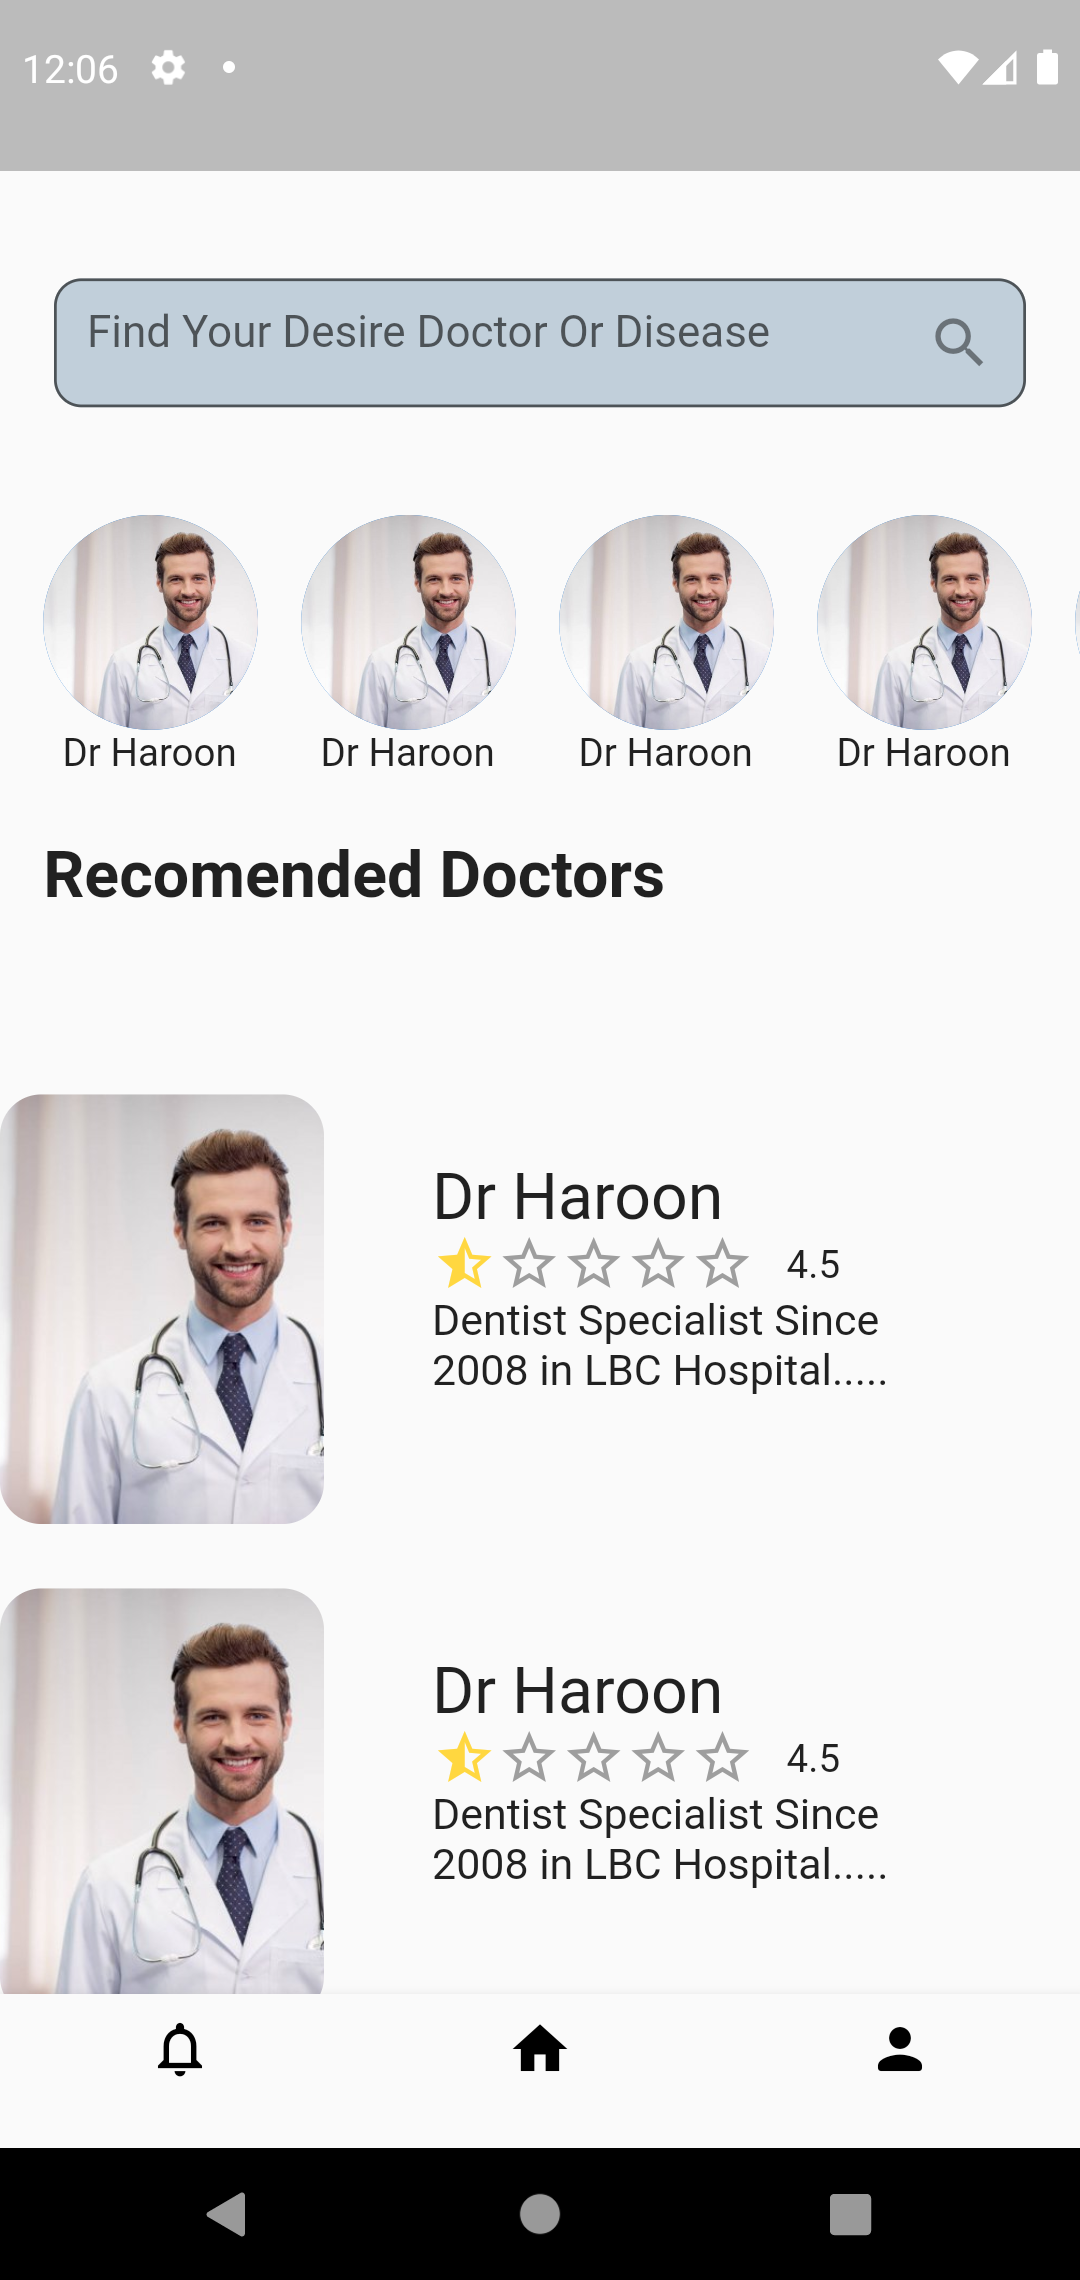 12:06
Find Your Desire Doctor Or Disease
Dr Haroon Dr Haroon Dr Haroon Dr Haroon
Recomended Doctors
Dr Haroon
4.5
Dentist Specialist Since
2008 in LBC Hospital.....
Dr Haroon
4.5
Dentist Specialist Since
2008 in LBC Hospital.....